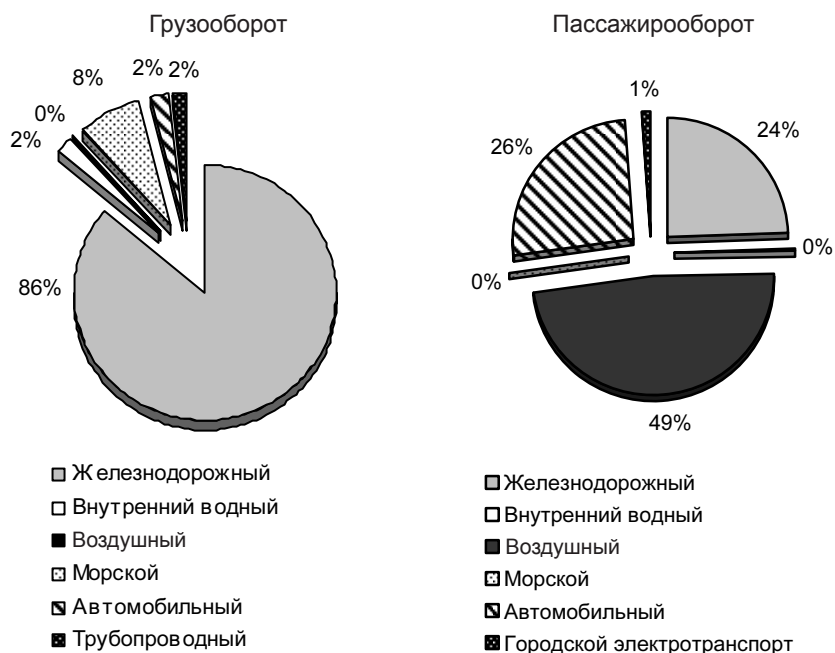 Грузооборот
2% 2%
8%
0%
2%
86%
Железнодорожный
Внутренний водный
Воздушный
Морской
Автомобильный
Трубопроводный
Пассажирооборот
1%
26%
24%
0%
0%
49%
Железнодорожный
Внутренний водный
Воздушный
Морской
Автомобильный
Городской электротранспорт